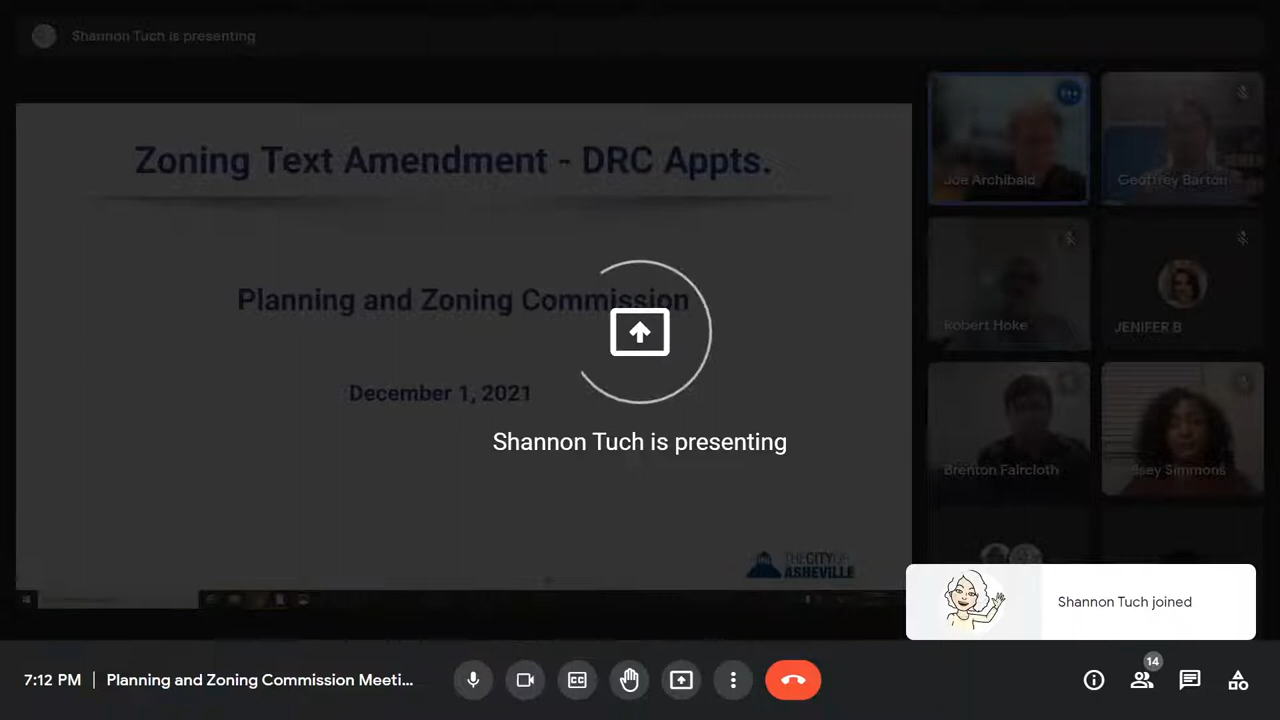 Shannon Tuch is presenting
Zoning Text Amendment - DRC Appts.
Planning and Zoning Commission
December 1, 2021
THE CITY OF
ASHEVILLE
Joe Archibald
Geoffrey Barton
Robert Hoke
JENIFER B
Brenton Faircloth
Simmons
Shannon Tuch is presenting
Shannon Tuch joined
7:12 PM
Planning and Zoning Commission Meeti...
CC
14